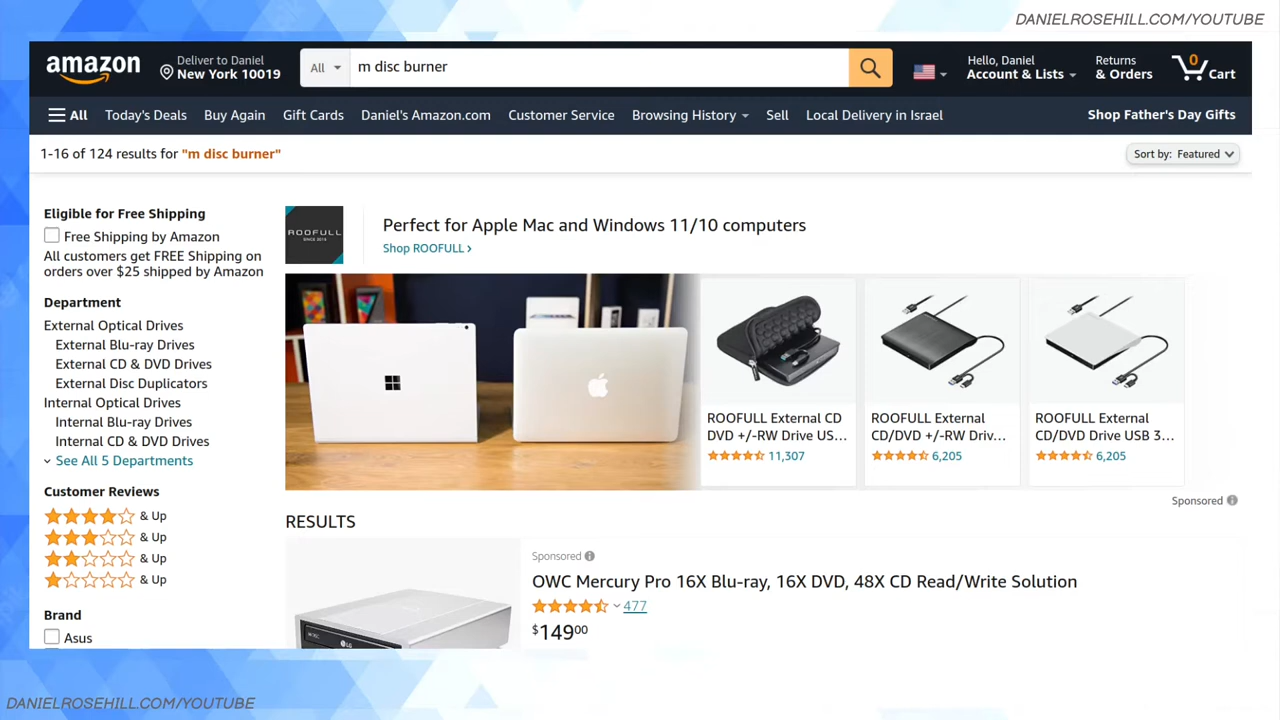 DANIELROSEHILL.COM/YOUTUBE
amazon
Deliver to Daniel
New York 10019
All
m disc burner
Hello, Daniel
Account & Lists
Returns
& Orders
0
Cart
All
Today's Deals
Buy Again
Gift Cards
Daniel's Amazon.com
Customer Service
Browsing History
Sell
Local Delivery in Israel
Shop Father's Day Gifts
1-16 of 124 results for "m disc burner"
Sort by: Featured
Eligible for Free Shipping
Free Shipping by Amazon
All customers get FREE Shipping on
orders over $25 shipped by Amazon
Department
External Optical Drives
External Blu-ray Drives
External CD & DVD Drives
External Disc Duplicators
Internal Optical Drives
Internal Blu-ray Drives
Internal CD & DVD Drives
See All 5 Departments
Customer Reviews
& Up
& Up
& Up
& Up
Brand
Asus
ROOFULL
SINCE 2014
Perfect for Apple Mac and Windows 11/10 computers
Shop ROOFULL ›
ROOFULL External CD
DVD +/-RW Drive US...
11,307
ROOFULL External
CD/DVD +/-RW Driv...
6,205
ROOFULL External
CD/DVD Drive USB 3...
6,205
Sponsored
RESULTS
Sponsored
OWC Mercury Pro 16X Blu-ray, 16X DVD, 48X CD Read/Write Solution
477
$14900
LG
DANIELROSEHILL.COM/YOUTUBE